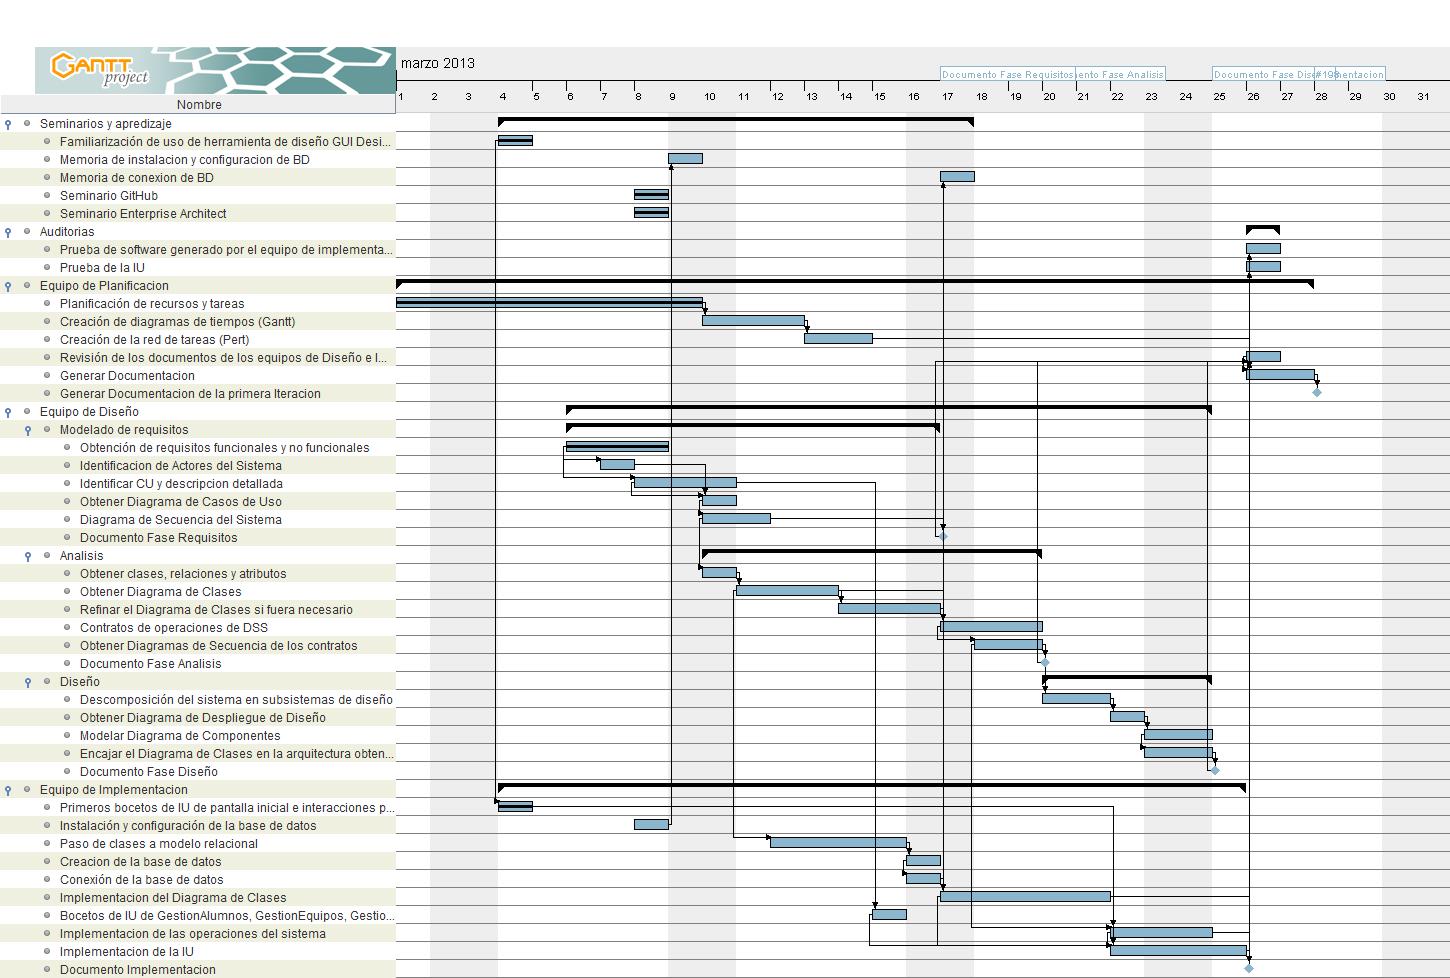 GANTT
project
marzo 2013
Documento Fase Requisitos
ento Fase Analisis
Documento Fase Dise
#198
mentacion
Nombre
1 2 3 4 5 6 7 8 9 10 11 12 13 14 15 16 17 18 19 20 21 22 23 24 25 26 27 28 29 30 31
Seminarios y apredizaje
Familiarización de uso de herramienta de diseño GUI Desi...
Memoria de instalacion y configuracion de BD
Memoria de conexion de BD
Seminario GitHub
Seminario Enterprise Architect
Auditorias
Prueba de software generado por el equipo de implementa...
Prueba de la IU
Equipo de Planificacion
Planificación de recursos y tareas
Creación de diagramas de tiempos (Gantt)
Creación de la red de tareas (Pert)
Revisión de los documentos de los equipos de Diseño e I...
Generar Documentacion
Generar Documentacion de la primera Iteracion
Equipo de Diseño
Modelado de requisitos
Obtención de requisitos funcionales y no funcionales
Identificacion de Actores del Sistema
Identificar CU y descripcion detallada
Obtener Diagrama de Casos de Uso
Diagrama de Secuencia del Sistema
Documento Fase Requisitos
Analisis
Obtener clases, relaciones y atributos
Obtener Diagrama de Clases
Refinar el Diagrama de Clases si fuera necesario
Contratos de operaciones de DSS
Obtener Diagramas de Secuencia de los contratos
Documento Fase Analisis
Diseño
Descomposición del sistema en subsistemas de diseño
Obtener Diagrama de Despliegue de Diseño
Modelar Diagrama de Componentes
Encajar el Diagrama de Clases en la arquitectura obten...
Documento Fase Diseño
Equipo de Implementacion
Primeros bocetos de IU de pantalla inicial e interacciones p...
Instalación y configuración de la base de datos
Paso de clases a modelo relacional
Creacion de la base de datos
Conexión de la base de datos
Implementacion del Diagrama de Clases
Bocetos de IU de GestionAlumnos, GestionEquipos, Gestio...
Implementacion de las operaciones del sistema
Implementacion de la IU
Documento Implementacion